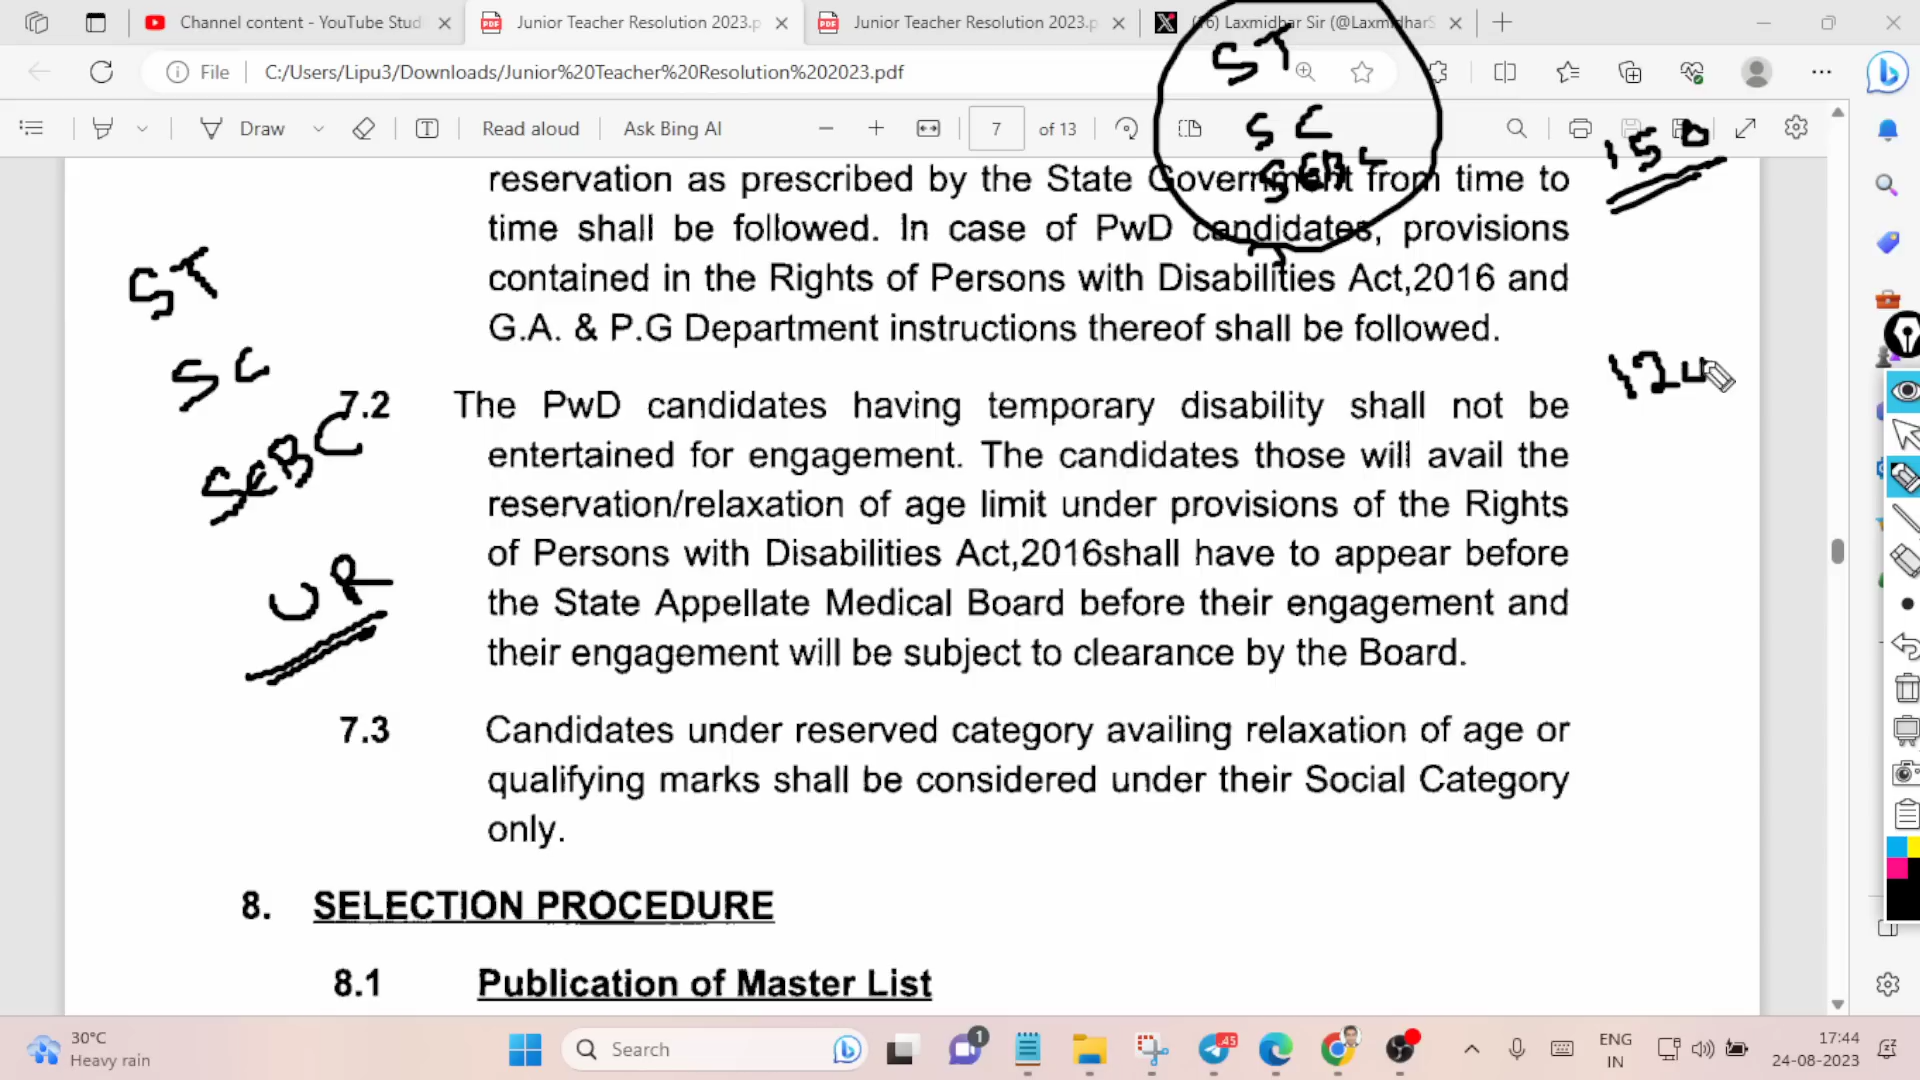 Channel content - YouTube Stud
Junior Teacher Resolution 2023.p
Junior Teacher Resolution 2023.p
Laxmidhar Sir (@LaxmidharS
File
C:/Users/Lipu3/Downloads/Junior%20Teacher%20Resolution%202023.pdf
Draw
Read aloud
Ask Bing AI
7
of 13
ST
SC
SEBC
150
reservation as prescribed by the State Government from time to
time shall be followed. In case of PwD candidates, provisions
contained in the Rights of Persons with Disabilities Act,2016 and
G.A. & P.G Department instructions thereof shall be followed.
ST
SC
SEBC
UR
124
7.2 The PwD candidates having temporary disability shall not be
entertained for engagement. The candidates those will avail the
reservation/relaxation of age limit under provisions of the Rights
of Persons with Disabilities Act,2016shall have to appear before
the State Appellate Medical Board before their engagement and
their engagement will be subject to clearance by the Board.
7.3 Candidates under reserved category availing relaxation of age or
qualifying marks shall be considered under their Social Category
only.
8. SELECTION PROCEDURE
8.1 Publication of Master List
30°C
Heavy rain
Search
1
.45
ENG
IN
17:44
24-08-2023